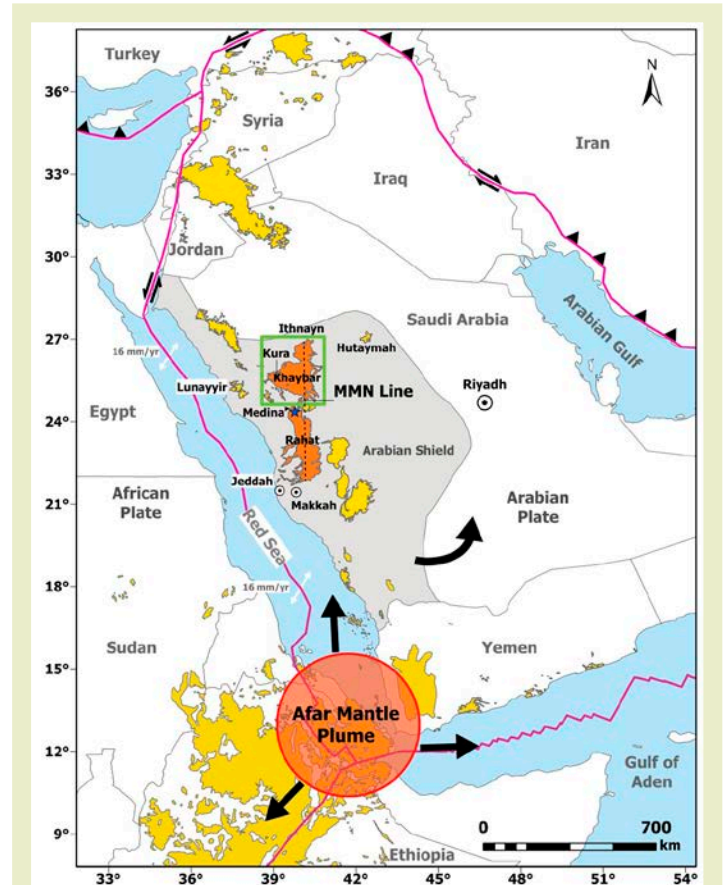 Turkey
N
36°
Syria
Iran
33°
Iraq
30°
Jordan
Arabian Gulf
27°
Ithnayn
Saudi Arabia
16 mm/yr
Kura
Hutaymah
Khaybar
Lunayyir
MMN Line
Riyadh
Egypt
24°
Medina
Rahat
Arabian Shield
Jeddah
21°
African
Plate
Makkah
Arabian
Plate
Red Sea
18°
16 mm/yr
Sudan
Yemen
15°
Afar Mantle
Plume
12°
Gulf of
Aden
0 700
km
9°
Ethiopia
33 36 39 42 45 48 51 54